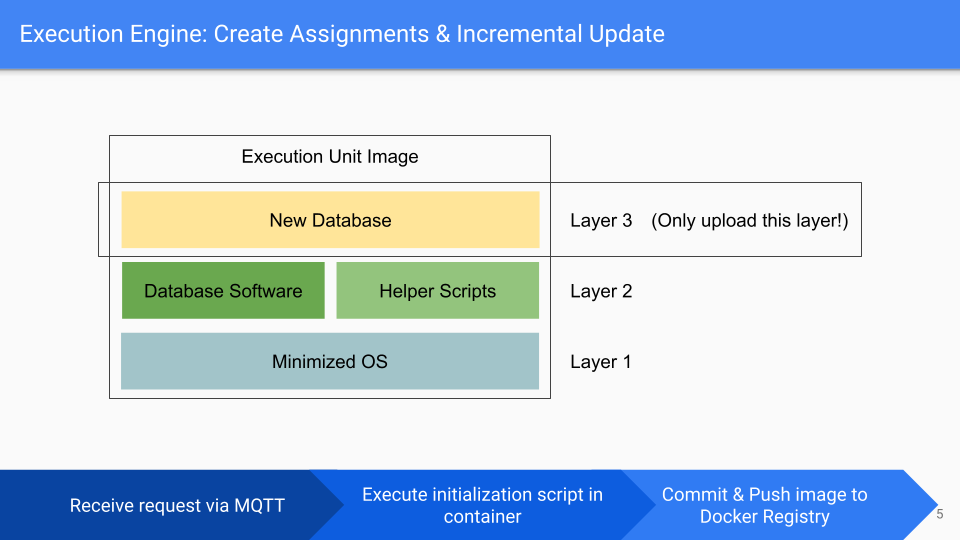 Execution Engine: Create Assignments & Incremental Update
Execution Unit Image
New Database
Layer 3 (Only upload this layer!)
Database Software
Helper Scripts
Layer 2
Minimized OS
Layer 1
Receive request via MQTT
Execute initialization script in
container
Commit & Push image to
Docker Registry
5